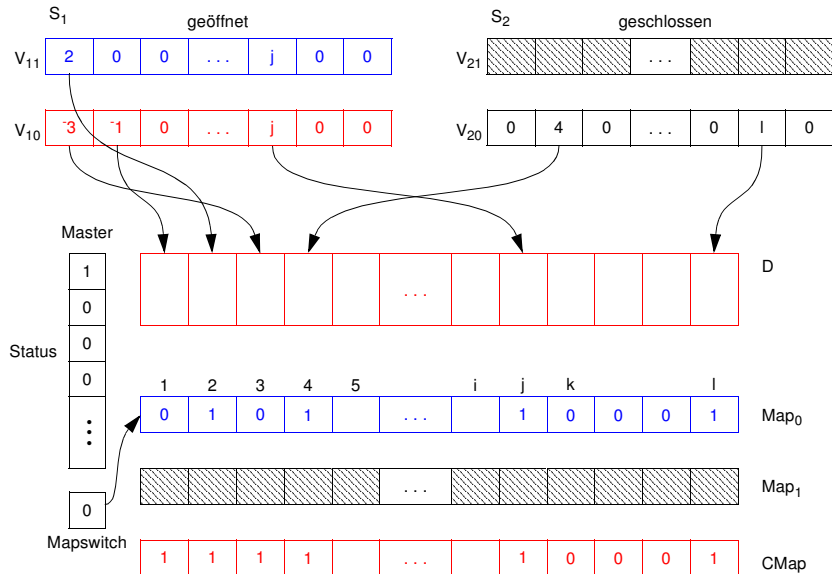 S1 geöffnet S2 geschlossen
V11 2 0 0 ... j 0 0 V21 ...
V10 -3 -1 0 ... j 0 0 V20 0 4 0 ... 0 l 0
Master
1 ... D
0
0
Status
0
1 2 3 4 5 i j k l
0 1 0 1 ... 1 0 0 0 1 Map0
... Map1
0
Mapswitch
1 1 1 1 ... 1 0 0 0 1 CMap